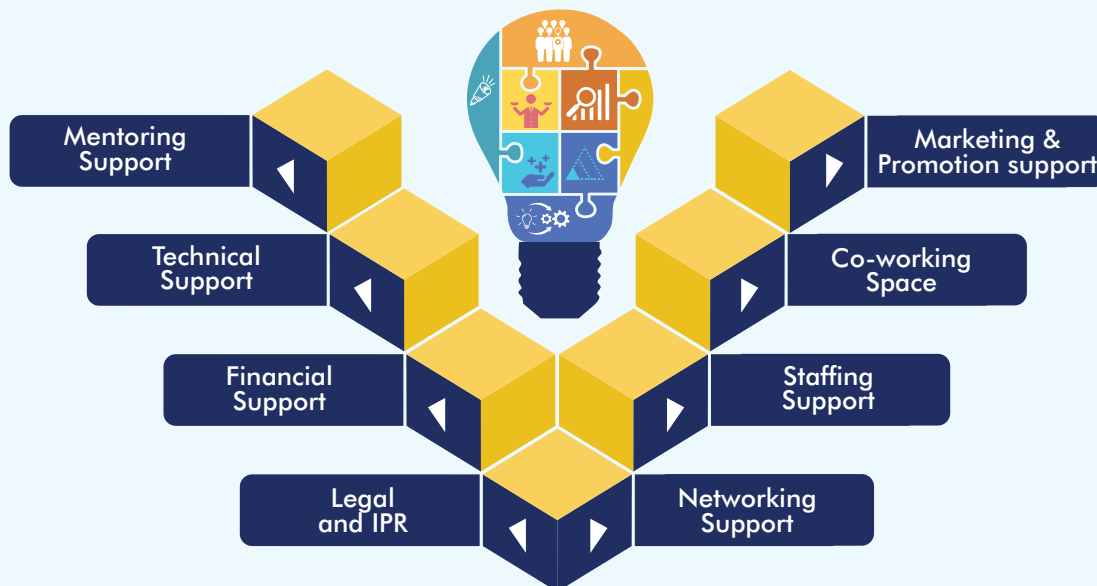 Mentoring
Support
Technical
Support
Financial
Support
Legal
and IPR
Marketing &
Promotion support
Co-working
Space
Staffing
Support
Networking
Support